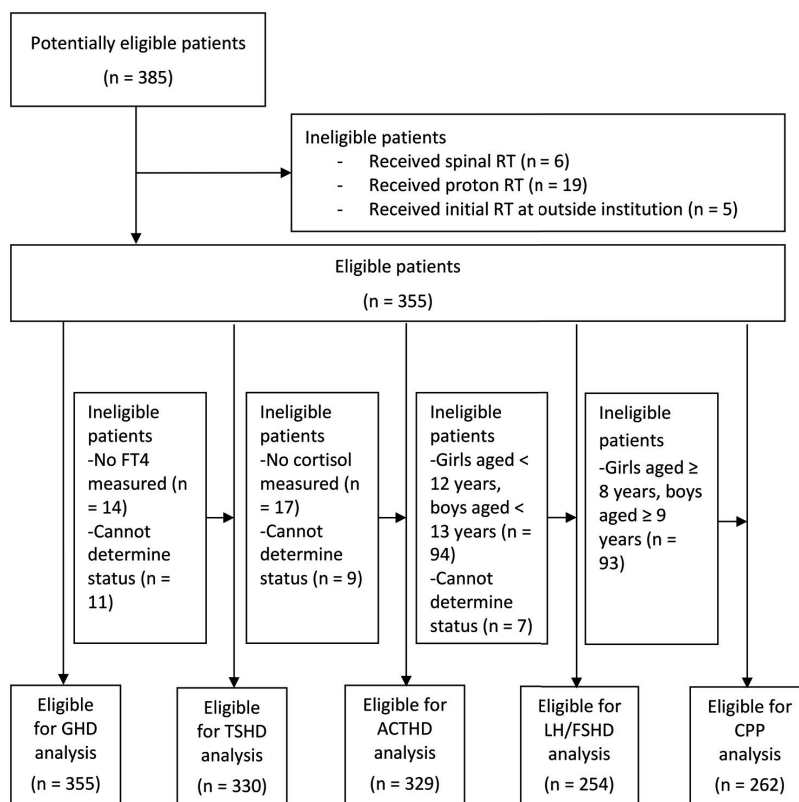 Potentially eligible patients
(n = 385)
Ineligible patients
- Received spinal RT (n = 6)
- Received proton RT (n = 19)
- Received initial RT at outside institution (n = 5)
Eligible patients
(n = 355)
Ineligible
patients
-No FT4
measured (n
= 14)
-Cannot
determine
status (n =
11)
Ineligible
patients
-No cortisol
measured (n
= 17)
-Cannot
determine
status (n = 9)
Ineligible
patients
-Girls aged <
12 years,
boys aged <
13 years (n =
94)
-Cannot
determine
status (n = 7)
Ineligible
patients
-Girls aged ≥
8 years, boys
aged ≥ 9
years (n =
93)
Eligible
for GHD
analysis
(n = 355)
Eligible
for TSHD
analysis
(n = 330)
Eligible for
ACTHD
analysis
(n = 329)
Eligible for
LH/FSHD
analysis
(n = 254)
Eligible for
CPP
analysis
(n = 262)